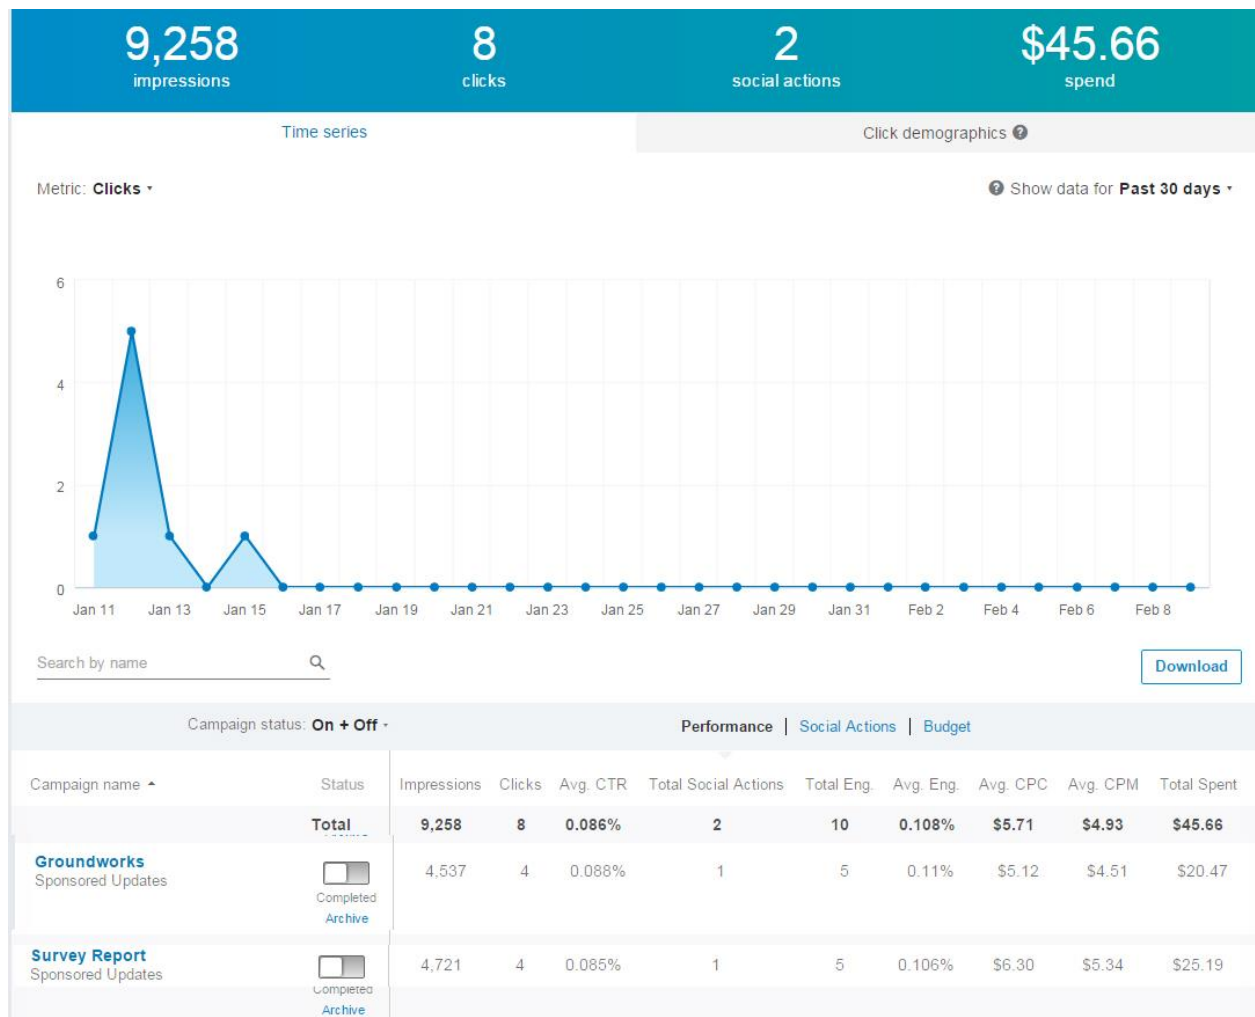 9,258 8 2 $45.66
impressions clicks social actions spend
Time series Click demographics ?
Metric: Clicks ? Show data for Past 30 days
6
4
2
0
Jan 11 Jan 13 Jan 15 Jan 17 Jan 19 Jan 21 Jan 23 Jan 25 Jan 27 Jan 29 Jan 31 Feb 2 Feb 4 Feb 6 Feb 8
Search by name Download
Campaign status: On + Off Performance | Social Actions | Budget
Campaign name Status Impressions Clicks Avg. CTR Total Social Actions Total Eng. Avg. Eng. Avg. CPC Avg. CPM Total Spent
Total 9,258 8 0.086% 2 10 0.108% $5.71 $4.93 $45.66
Groundworks 4,537 4 0.088% 1 5 0.11% $5.12 $4.51 $20.47
Sponsored Updates
Completed
Archive
Survey Report 4,721 4 0.085% 1 5 0.106% $6.30 $5.34 $25.19
Sponsored Updates
Completed
Archive